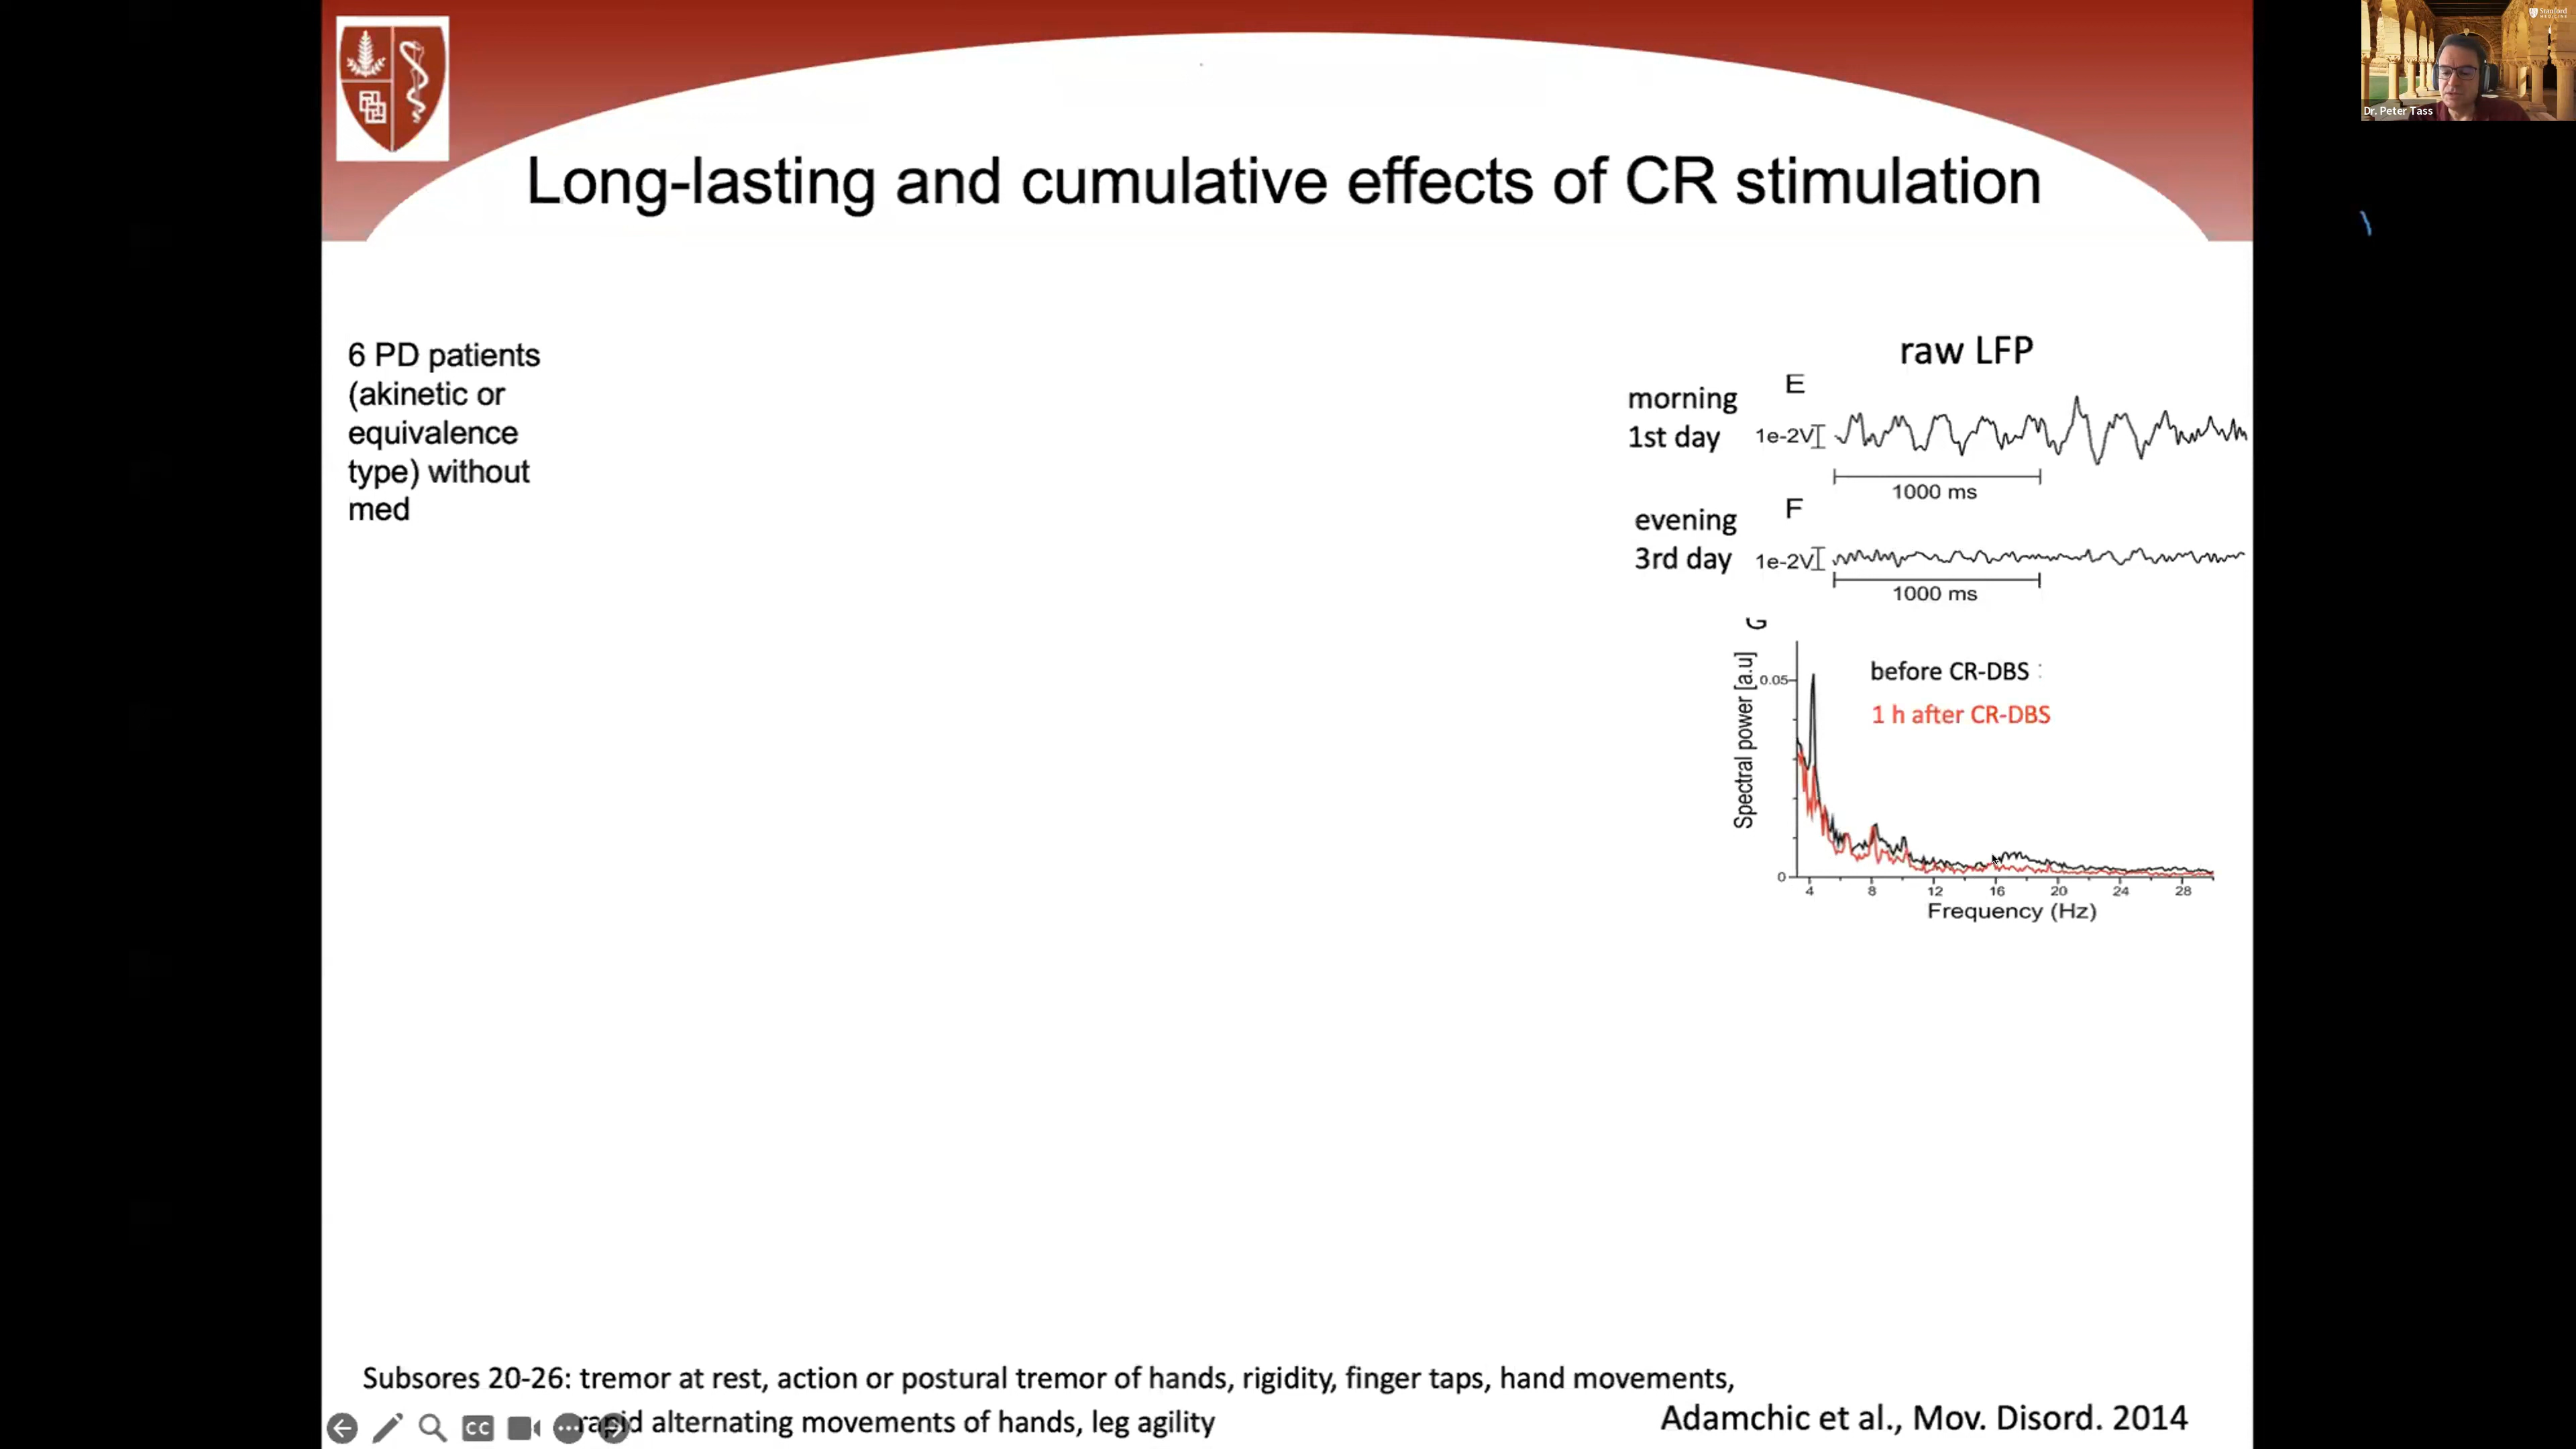 Stanford
MEDICINE
Dr. Peter Tass
Long-lasting and cumulative effects of CR stimulation
6 PD patients
(akinetic or
equivalence
type) without
med
raw LFP
morning
1st day
E
1e-2V
1000 ms
evening
3rd day
F
1e-2V
1000 ms
G
Spectral power [a.u]
0.05
0
before CR-DBS :
1 h after CR-DBS
4 8 12 16 20 24 28
Frequency (Hz)
Subsores 20-26: tremor at rest, action or postural tremor of hands, rigidity, finger taps, hand movements,
rapid alternating movements of hands, leg agility
CC
Adamchic et al., Mov. Disord. 2014